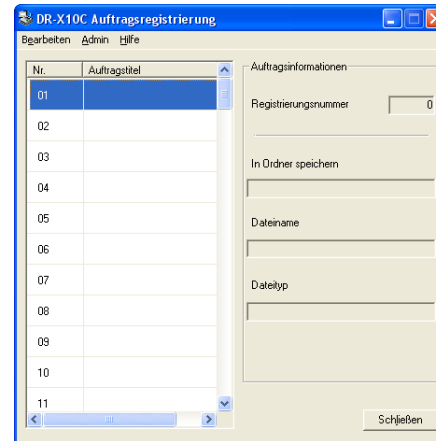 DR-X10C Auftragsregistrierung
Bearbeiten Admin Hilfe
Nr. Auftragstitel
01
02
03
04
05
06
07
08
09
10
11
Auftragsinformationen
Registrierungsnummer 0
In Ordner speichern
Dateiname
Dateityp
Schließen